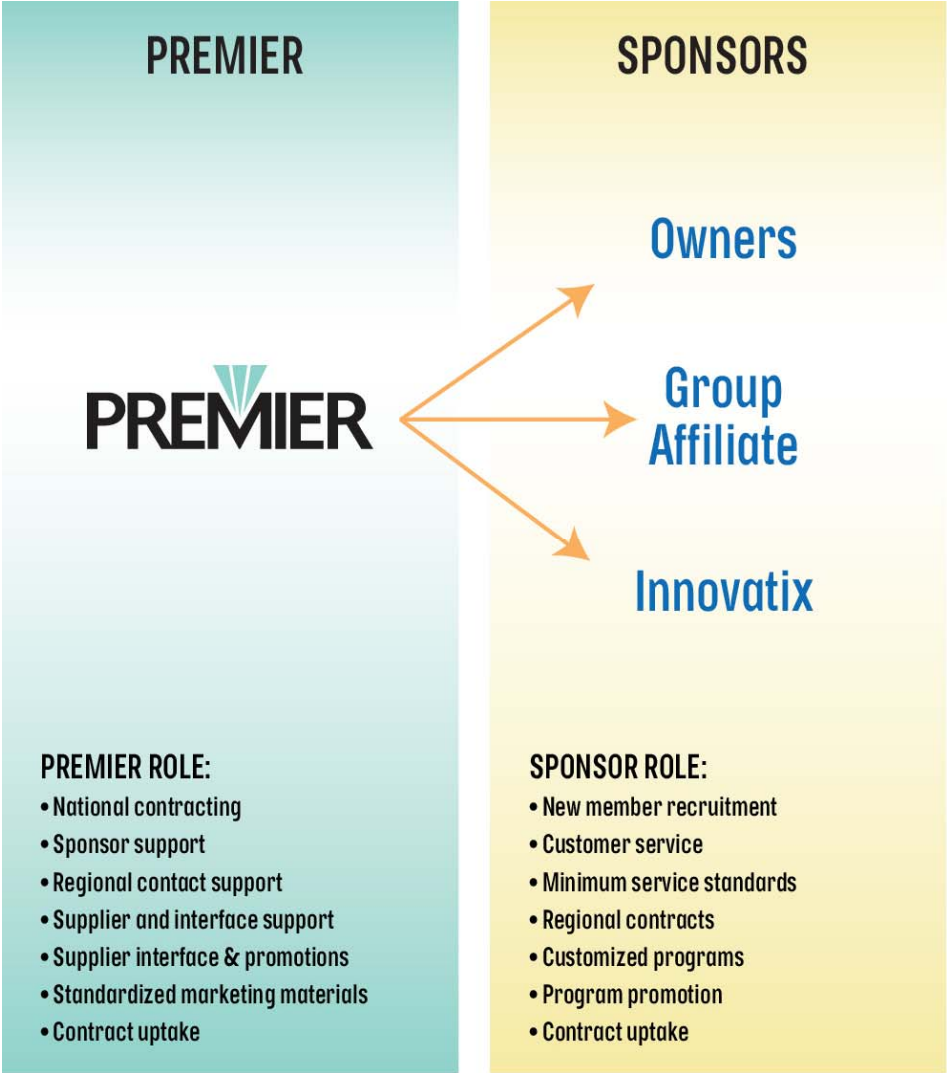 PREMIER
PREMIER
PREMIER ROLE:
• National contracting
• Sponsor support
• Regional contact support
• Supplier and interface support
• Supplier interface & promotions
• Standardized marketing materials
• Contract uptake
SPONSORS
Owners
Group
Affiliate
Innovatix
SPONSOR ROLE:
• New member recruitment
• Customer service
• Minimum service standards
• Regional contracts
• Customized programs
• Program promotion
• Contract uptake